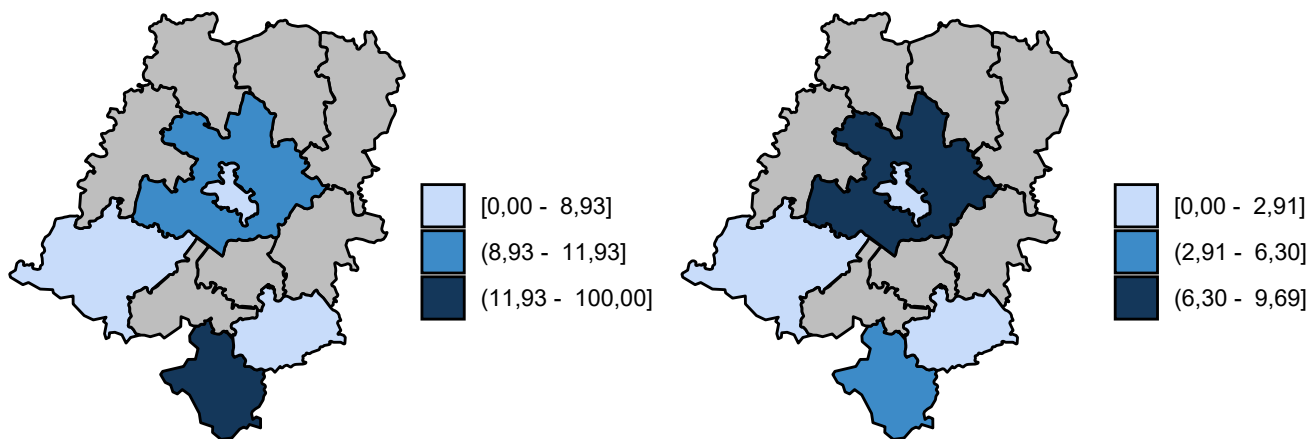 [0,00 - 8,93]
(8,93 - 11,93]
(11,93 - 100,00]
[0,00 - 2,91]
(2,91 - 6,30]
(6,30 - 9,69]